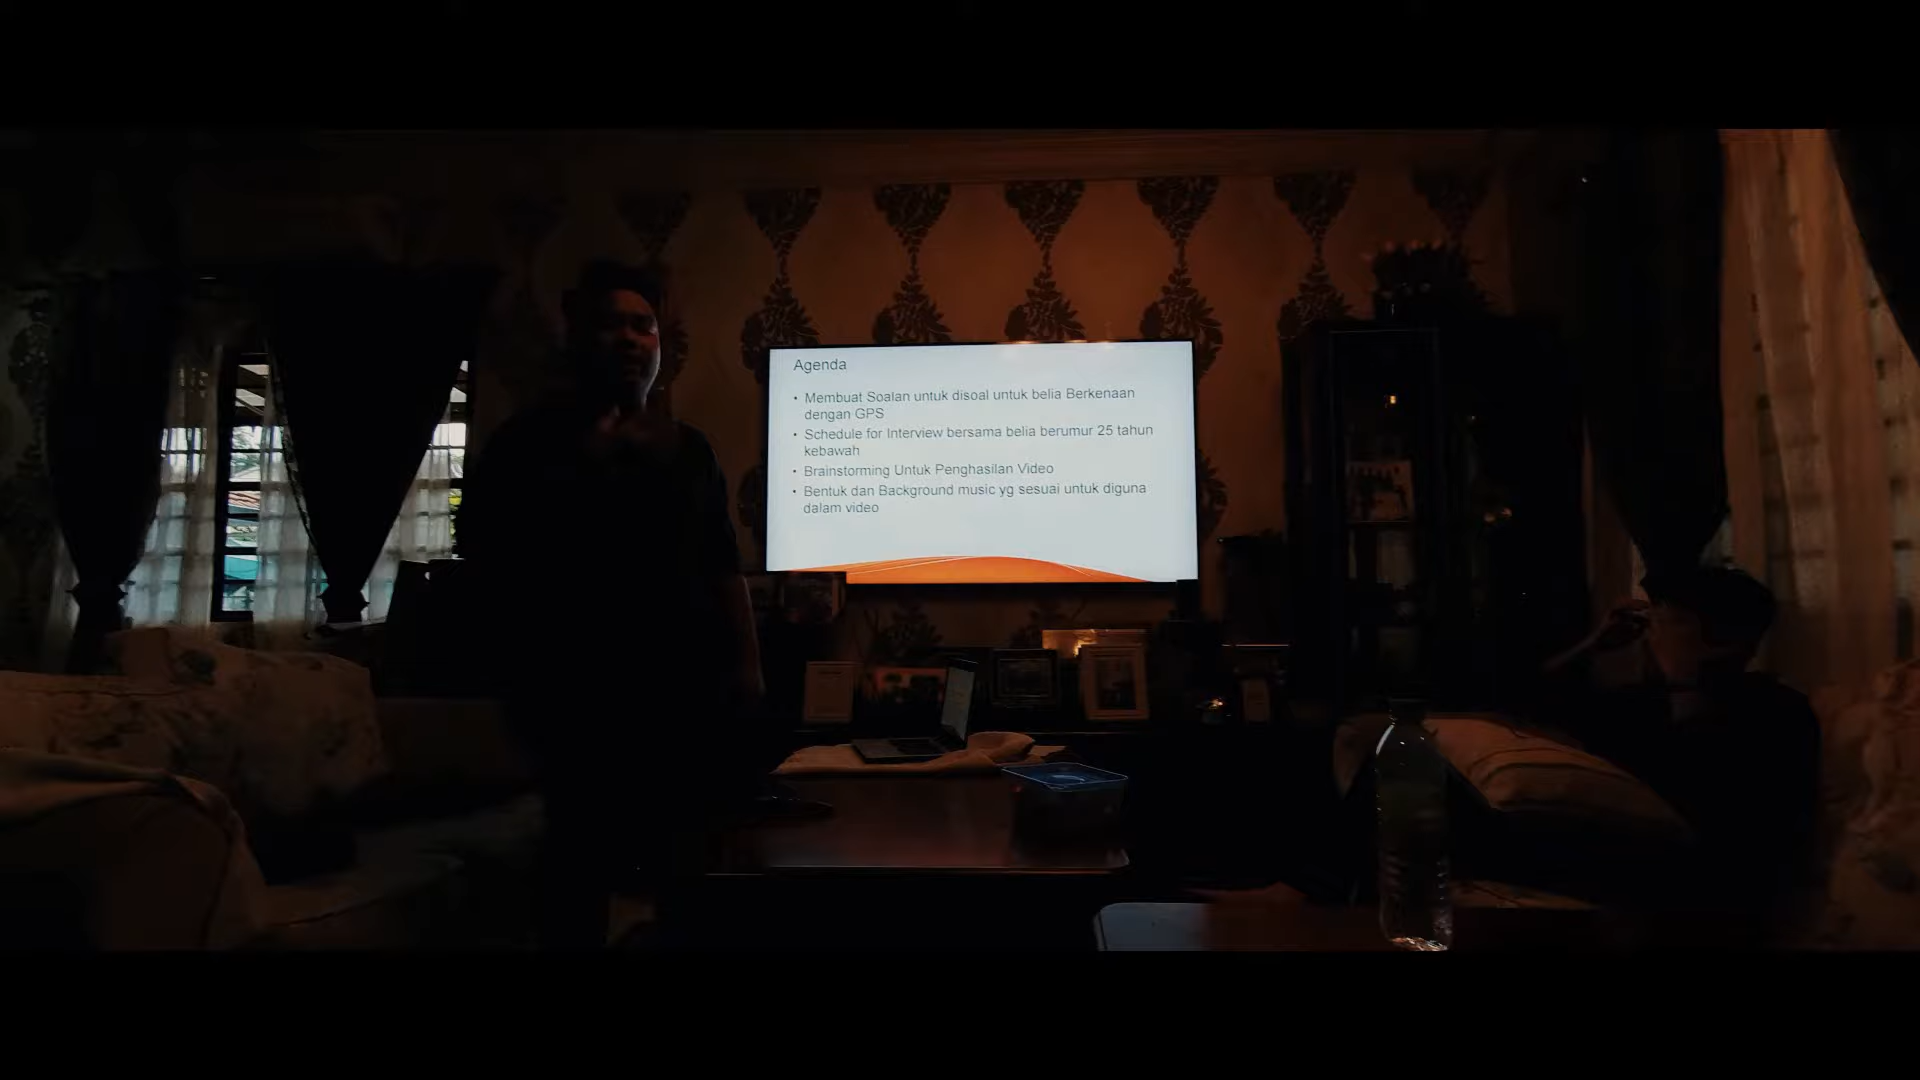 Agenda
• Membuat Soalan untuk disoal untuk belia Berkenaan
dengan GPS
• Schedule for Interview bersama belia berumur 25 tahun
kebawah
• Brainstorming Untuk Penghasilan Video
• Bentuk dan Background music yg sesuai untuk diguna
dalam video